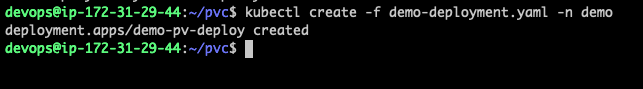 devops@ip-172-31-29-44:~/pvc$ kubectl create -f demo-deployment.yaml -n demo
deployment.apps/demo-pv-deploy created
devops@ip-172-31-29-44:~/pvc$